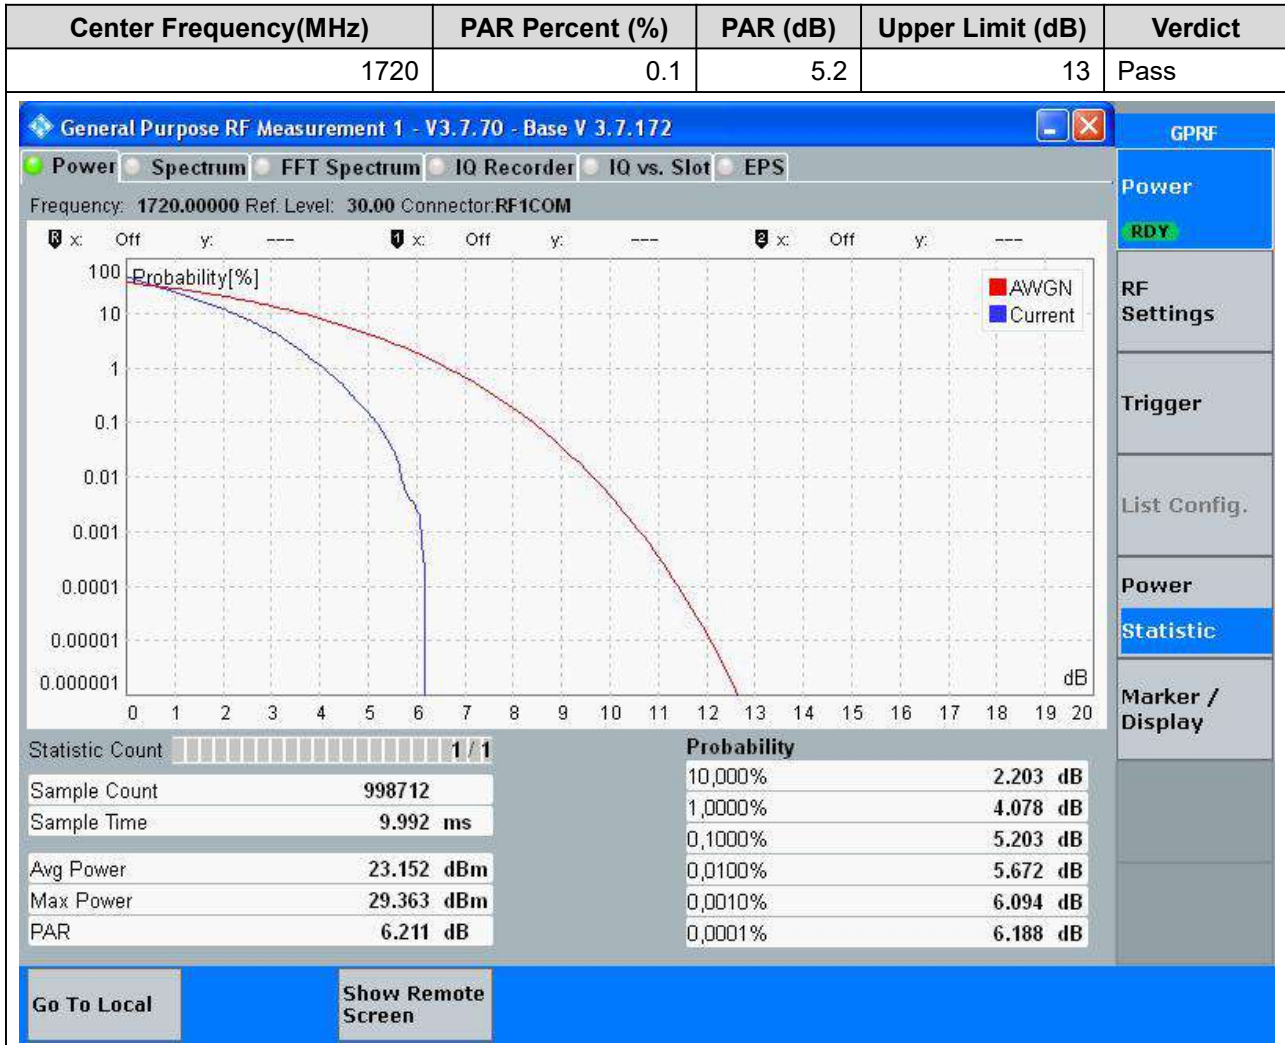 Center Frequency(MHz) PAR Percent (%) PAR (dB) Upper Limit (dB) Verdict
1720 0.1 5.2 13 Pass
General Purpose RF Measurement 1 - V3.7.70 - Base V 3.7.172
Power Spectrum FFT Spectrum IQ Recorder IQ vs. Slot EPS
Frequency: 1720.00000 Ref. Level: 30.00 Connector:RF1COM
R x: Off y: --- 1 x: Off y: --- 2 x: Off y: ---
Probability[%]
100
10
1
0.1
0.01
0.001
0.0001
0.00001
0.000001
AWGN
Current
dB
0 1 2 3 4 5 6 7 8 9 10 11 12 13 14 15 16 17 18 19 20
Statistic Count 1 / 1
Sample Count 998712
Sample Time 9.992 ms
Avg Power 23.152 dBm
Max Power 29.363 dBm
PAR 6.211 dB
Probability
10,000% 2.203 dB
1,0000% 4.078 dB
0,1000% 5.203 dB
0,0100% 5.672 dB
0,0010% 6.094 dB
0,0001% 6.188 dB
GPRF
Power
RDY
RF
Settings
Trigger
List Config.
Power
Statistic
Marker /
Display
Go To Local
Show Remote
Screen